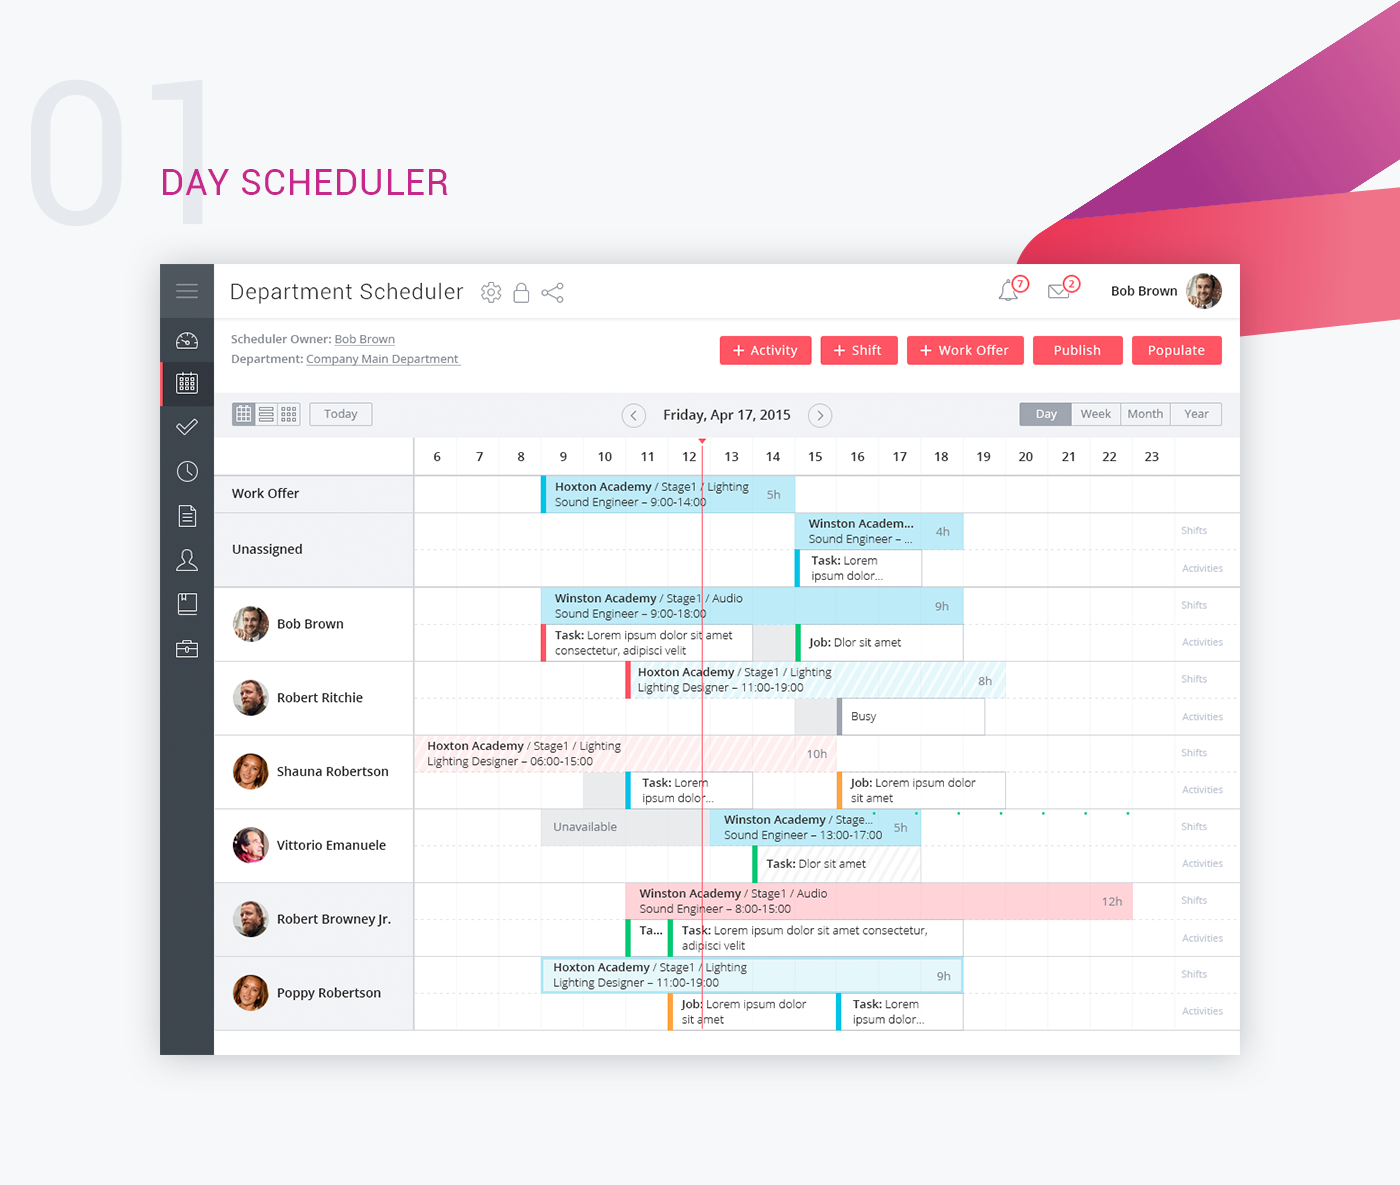 01
DAY SCHEDULER
Department Scheduler
7
2
Bob Brown
Scheduler Owner: Bob Brown
Department: Company Main Department
+ Activity
+ Shift
+ Work Offer
Publish
Populate
Today
Friday, Apr 17, 2015
Day
Week
Month
Year
6 7 8 9 10 11 12 13 14 15 16 17 18 19 20 21 22 23
Work Offer
Hoxton Academy / Stage1 / Lighting
Sound Engineer – 9:00-14:00
5h
Unassigned
Winston Academ...
Sound Engineer – ...
4h
Shifts
Task: Lorem
ipsum dolor...
Activities
Bob Brown
Winston Academy / Stage1 / Audio
Sound Engineer – 9:00-18:00
9h
Shifts
Task: Lorem ipsum dolor sit amet
consectetur, adipisci velit
Job: Dlor sit amet
Activities
Robert Ritchie
Hoxton Academy / Stage1 / Lighting
Lighting Designer – 11:00-19:00
8h
Shifts
Busy
Activities
Shauna Robertson
Hoxton Academy / Stage1 / Lighting
Lighting Designer – 06:00-15:00
10h
Shifts
Task: Lorem
ipsum dolor...
Job: Lorem ipsum dolor
sit amet
Activities
Vittorio Emanuele
Unavailable
Winston Academy / Stage...
Sound Engineer – 13:00-17:00
5h
Shifts
Task: Dlor sit amet
Activities
Robert Browney Jr.
Winston Academy / Stage1 / Audio
Sound Engineer – 8:00-15:00
12h
Shifts
Ta...
Task: Lorem ipsum dolor sit amet consectetur,
adipisci velit
Activities
Poppy Robertson
Hoxton Academy / Stage1 / Lighting
Lighting Designer – 11:00-19:00
9h
Shifts
Job: Lorem ipsum dolor
sit amet
Task: Lorem
ipsum dolor...
Activities